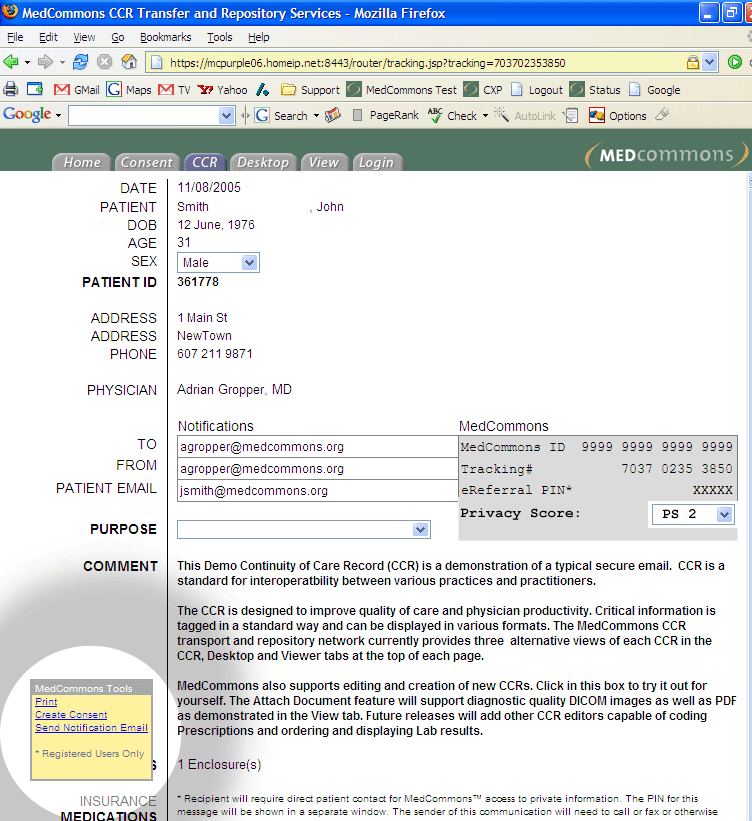 MedCommons CCR Transfer and Repository Services - Mozilla Firefox
File Edit View Go Bookmarks Tools Help
https://mcpurple06.homeip.net:8443/router/tracking.jsp?tracking=703702353850
GMail Maps TV Yahoo Support MedCommons Test CXP Logout Status Google
Google Search PageRank Check AutoLink Options
Home Consent CCR Desktop View Login MEDcommons
DATE 11/08/2005
PATIENT Smith , John
DOB 12 June, 1976
AGE 31
SEX Male
PATIENT ID 361778
ADDRESS 1 Main St
ADDRESS NewTown
PHONE 607 211 9871
PHYSICIAN Adrian Gropper, MD
Notifications MedCommons
TO agropper@medcommons.org MedCommons ID 9999 9999 9999 9999
FROM agropper@medcommons.org Tracking# 7037 0235 3850
PATIENT EMAIL jsmith@medcommons.org eReferral PIN* XXXXX
Privacy Score: PS 2
PURPOSE
COMMENT This Demo Continuity of Care Record (CCR) is a demonstration of a typical secure email. CCR is a
standard for interoperatbility between various practices and practitioners.
The CCR is designed to improve quality of care and physician productivity. Critical information is
tagged in a standard way and can be displayed in various formats. The MedCommons CCR
transport and repository network currently provides three alternative views of each CCR in the
CCR, Desktop and Viewer tabs at the top of each page.
MedCommons also supports editing and creation of new CCRs. Click in this box to try it out for
yourself. The Attach Document feature will support diagnostic quality DICOM images as well as PDF
as demonstrated in the View tab. Future releases will add other CCR editors capable of coding
Prescriptions and ordering and displaying Lab results.
MedCommons Tools
Print
Create Consent
Send Notification Email
* Registered Users Only
S 1 Enclosure(s)
INSURANCE * Recipient will require direct patient contact for MedCommons™ access to private information. The PIN for this
MEDICATIONS message will be shown in a separate window. The sender of this communication will need to call or fax or otherwise